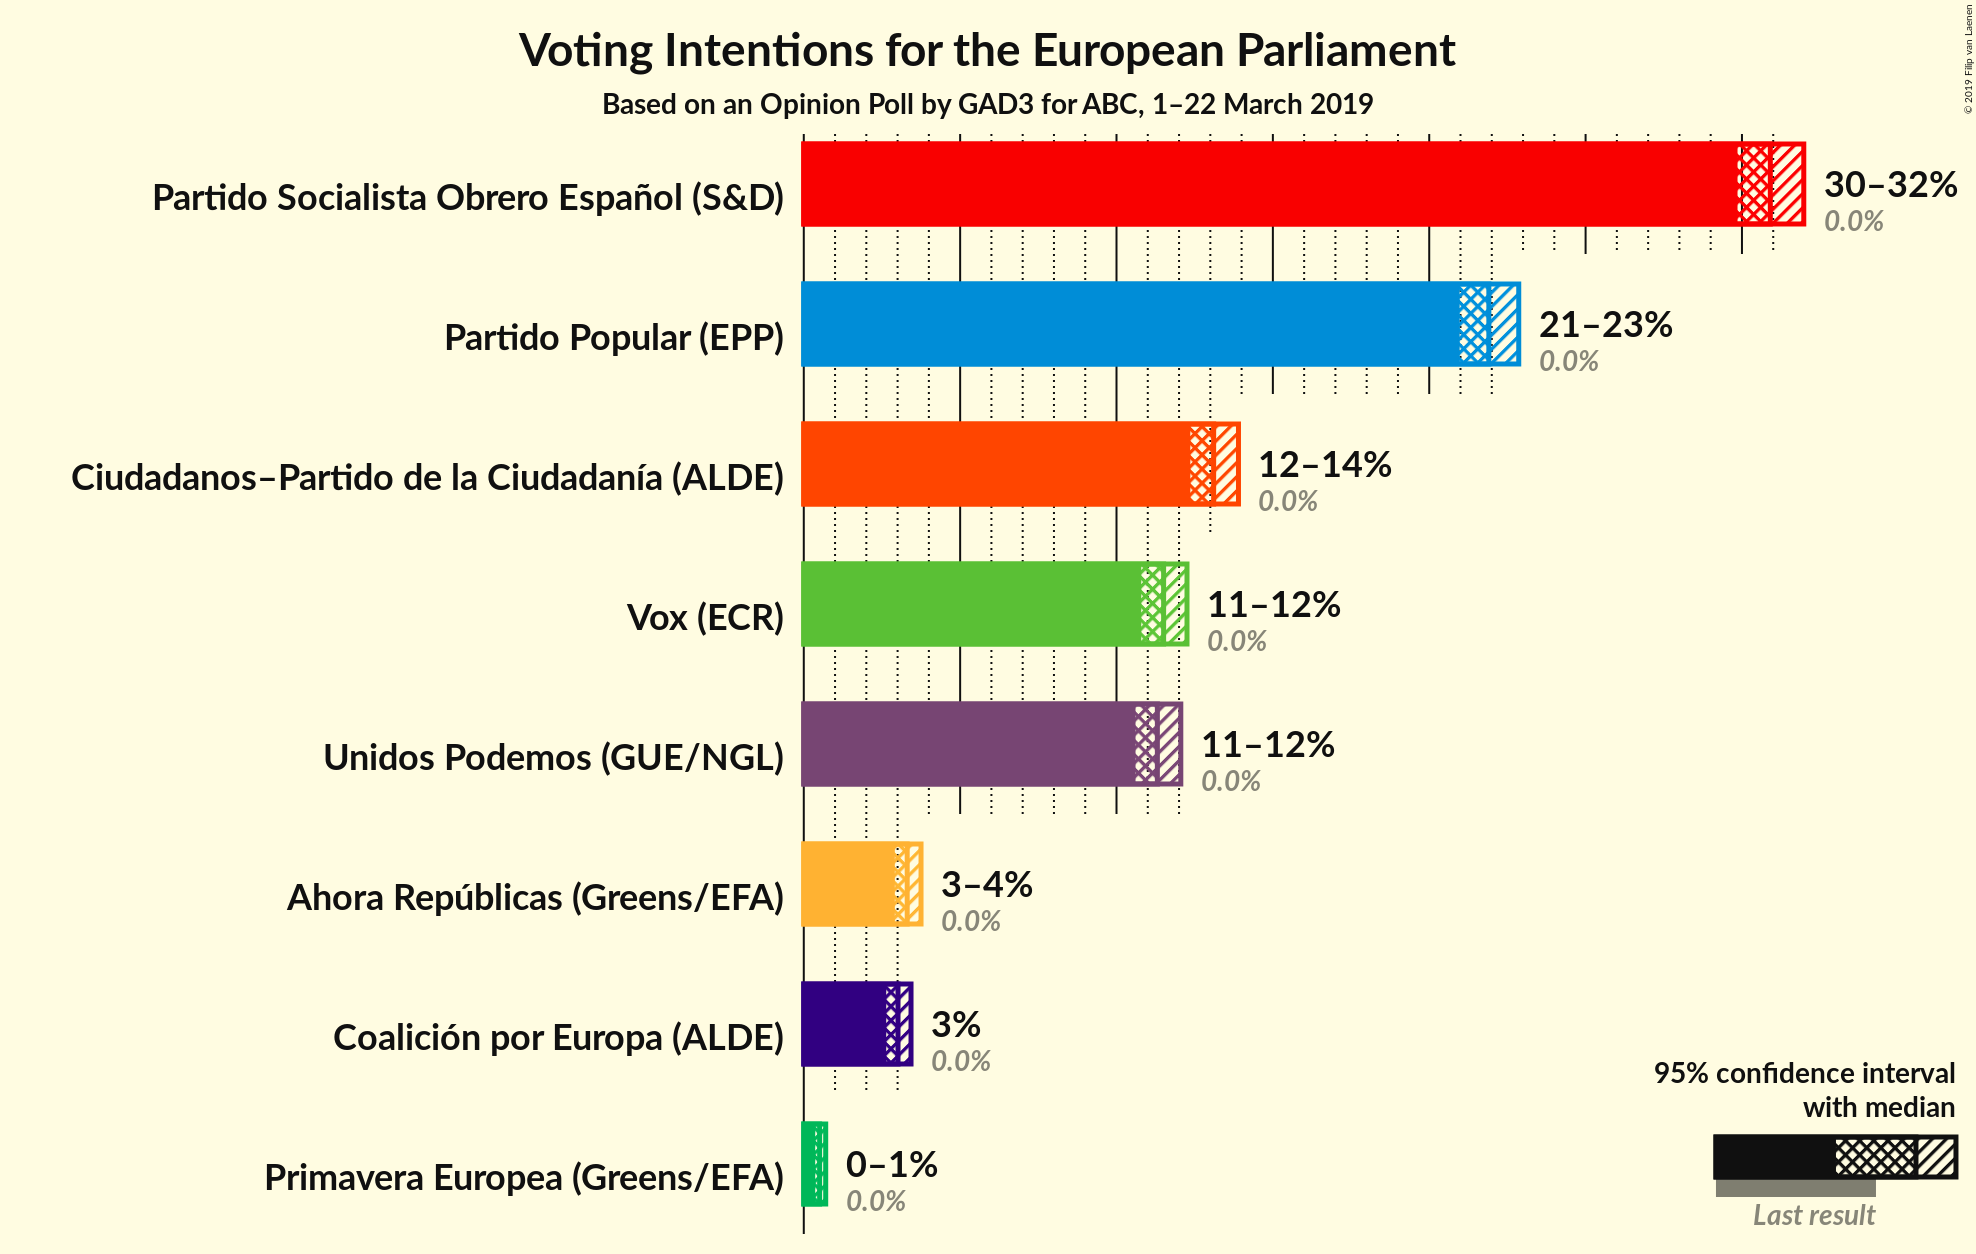 Voting Intentions for the European Parliament
Based on an Opinion Poll by GAD3 for ABC, 1–22 March 2019
© 2019 Filip van Laenen
Partido Socialista Obrero Español (S&D)
30–32%
0.0%
Partido Popular (EPP)
21–23%
0.0%
Ciudadanos–Partido de la Ciudadanía (ALDE)
12–14%
0.0%
Vox (ECR)
11–12%
0.0%
Unidos Podemos (GUE/NGL)
11–12%
0.0%
Ahora Repúblicas (Greens/EFA)
3–4%
0.0%
Coalición por Europa (ALDE)
3%
0.0%
Primavera Europea (Greens/EFA)
0–1%
0.0%
95% confidence interval
with median
Last result